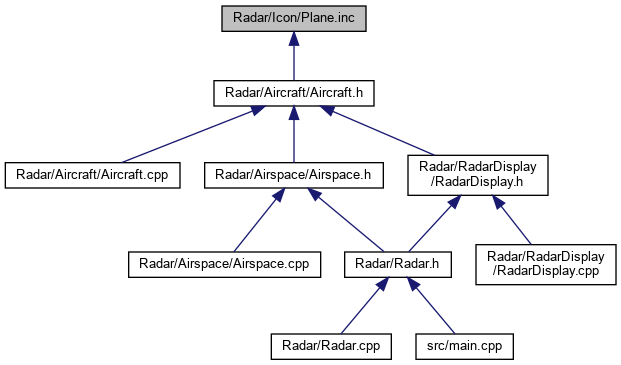 Radar/Icon/Plane.inc
Radar/Aircraft/Aircraft.h
Radar/Aircraft/Aircraft.cpp
Radar/Airspace/Airspace.h
Radar/RadarDisplay
/RadarDisplay.h
Radar/Airspace/Airspace.cpp
Radar/Radar.h
Radar/RadarDisplay
/RadarDisplay.cpp
Radar/Radar.cpp
src/main.cpp